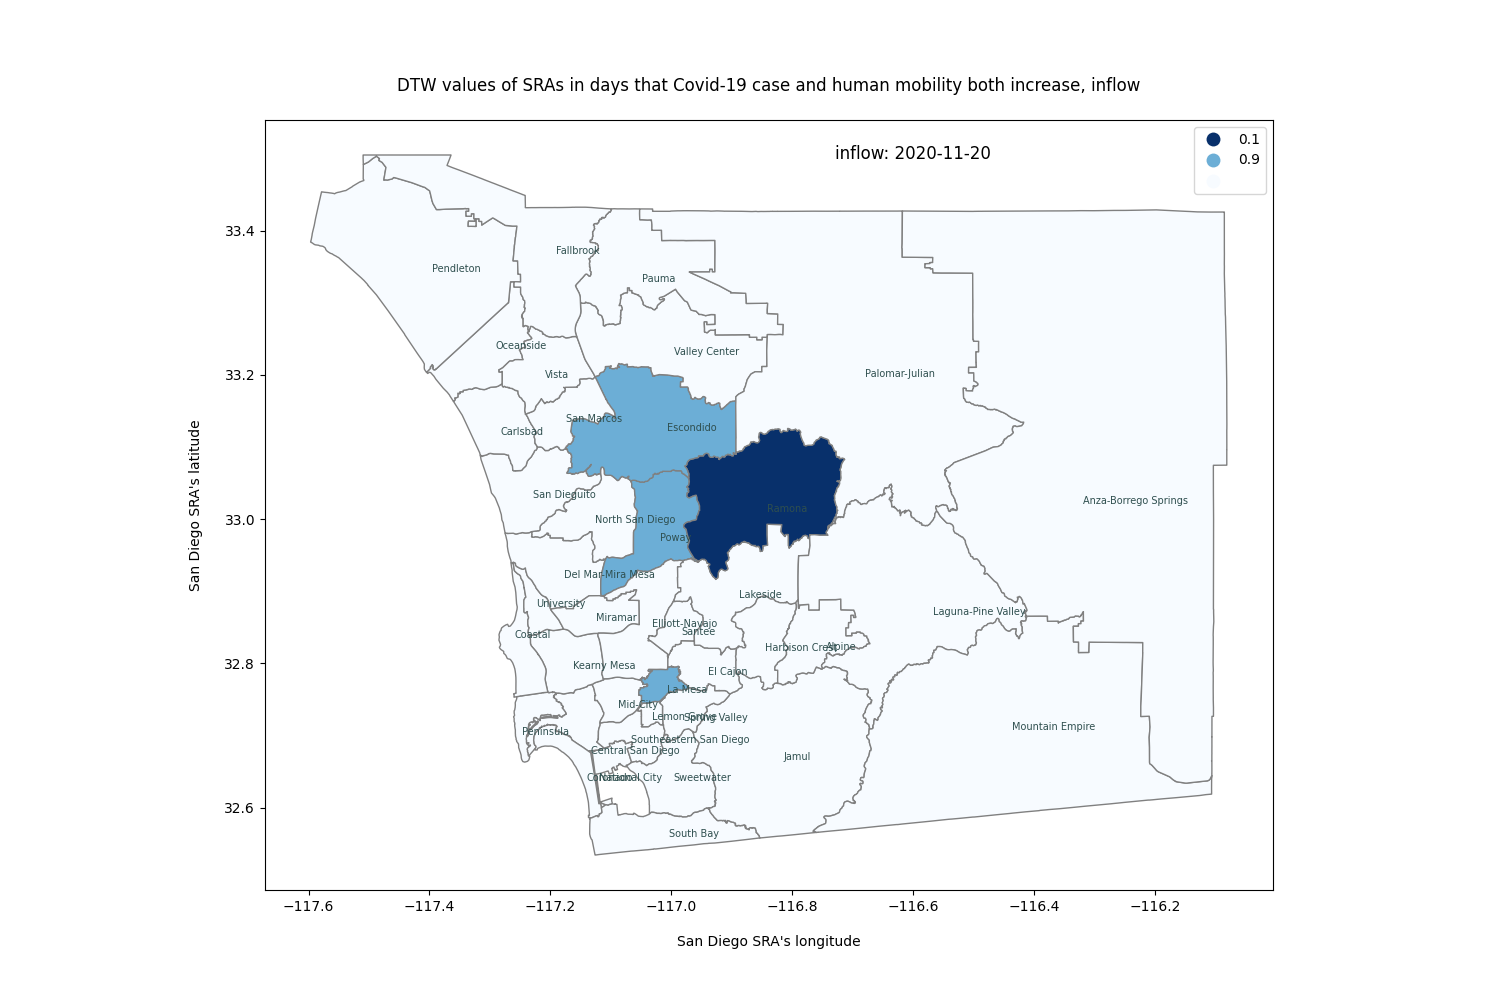 DTW values of SRAs in days that Covid-19 case and human mobility both increase, inflow
inflow: 2020-11-20
0.1
0.9
San Diego SRA's latitude
33.4
33.2
33.0
32.8
32.6
Fallbrook
Pendleton
Pauma
Oceanside
Valley Center
Vista
Palomar-Julian
San Marcos
Carlsbad
Escondido
San Dieguito
Anza-Borrego Springs
Ramona
North San Diego
Poway
Del Mar-Mira Mesa
Lakeside
University
Miramar
Laguna-Pine Valley
Elliott-Navajo
Santee
Coastal
Harbison Crest
Alpine
Kearny Mesa
El Cajon
La Mesa
Mid-City
Lemon Grove
Spring Valley
Peninsula
Mountain Empire
Southeastern San Diego
Central San Diego
Jamul
Coronado
National City
Sweetwater
South Bay
−117.6
−117.4
−117.2
−117.0
−116.8
−116.6
−116.4
−116.2
San Diego SRA's longitude